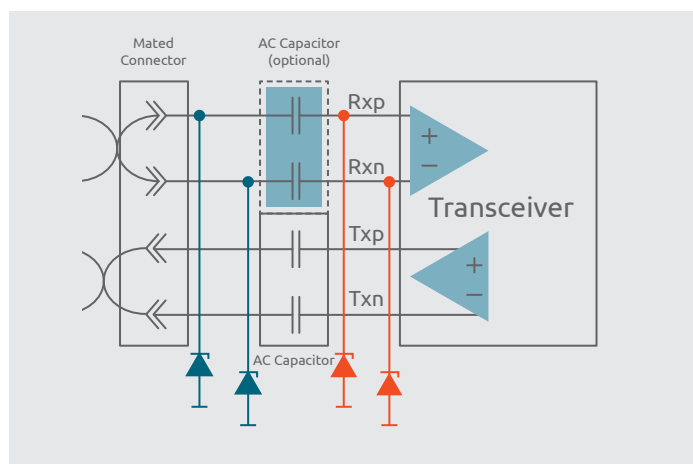 Mated
Connector
AC Capacitor
(optional)
Rxp
Rxn
Transceiver
Txp
Txn
AC Capacitor
+
−
+
−